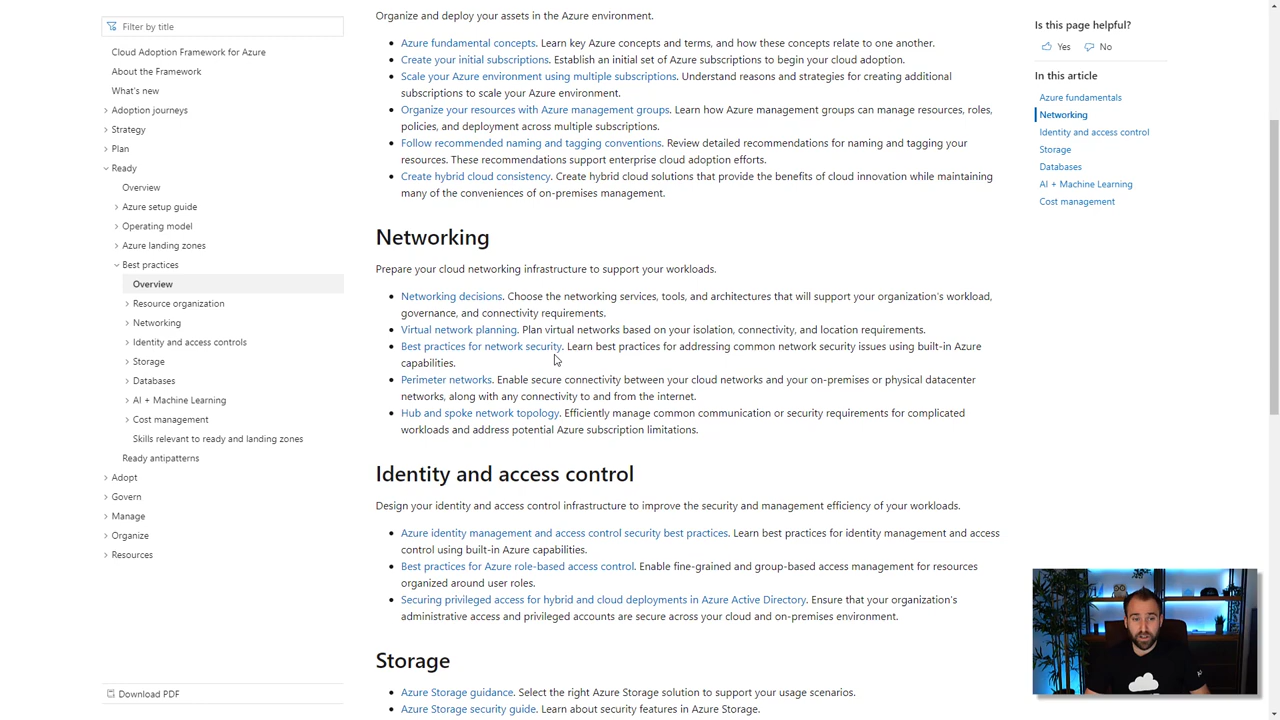 Filter by title
Cloud Adoption Framework for Azure
About the Framework
What's new
Adoption journeys
Strategy
Plan
Ready
Overview
Azure setup guide
Operating model
Azure landing zones
Best practices
Overview
Resource organization
Networking
Identity and access controls
Storage
Databases
AI + Machine Learning
Cost management
Skills relevant to ready and landing zones
Ready antipatterns
Adopt
Govern
Manage
Organize
Resources
Download PDF
Organize and deploy your assets in the Azure environment.
Azure fundamental concepts. Learn key Azure concepts and terms, and how these concepts relate to one another.
Create your initial subscriptions. Establish an initial set of Azure subscriptions to begin your cloud adoption.
Scale your Azure environment using multiple subscriptions. Understand reasons and strategies for creating additional
subscriptions to scale your Azure environment.
Organize your resources with Azure management groups. Learn how Azure management groups can manage resources, roles,
policies, and deployment across multiple subscriptions.
Follow recommended naming and tagging conventions. Review detailed recommendations for naming and tagging your
resources. These recommendations support enterprise cloud adoption efforts.
Create hybrid cloud consistency. Create hybrid cloud solutions that provide the benefits of cloud innovation while maintaining
many of the conveniences of on-premises management.
Networking
Prepare your cloud networking infrastructure to support your workloads.
Networking decisions. Choose the networking services, tools, and architectures that will support your organization's workload,
governance, and connectivity requirements.
Virtual network planning. Plan virtual networks based on your isolation, connectivity, and location requirements.
Best practices for network security. Learn best practices for addressing common network security issues using built-in Azure
capabilities.
Perimeter networks. Enable secure connectivity between your cloud networks and your on-premises or physical datacenter
networks, along with any connectivity to and from the internet.
Hub and spoke network topology. Efficiently manage common communication or security requirements for complicated
workloads and address potential Azure subscription limitations.
Identity and access control
Design your identity and access control infrastructure to improve the security and management efficiency of your workloads.
Azure identity management and access control security best practices. Learn best practices for identity management and access
control using built-in Azure capabilities.
Best practices for Azure role-based access control. Enable fine-grained and group-based access management for resources
organized around user roles.
Securing privileged access for hybrid and cloud deployments in Azure Active Directory. Ensure that your organization's
administrative access and privileged accounts are secure across your cloud and on-premises environment.
Storage
Azure Storage guidance. Select the right Azure Storage solution to support your usage scenarios.
Azure Storage security guide. Learn about security features in Azure Storage.
Is this page helpful?
Yes No
In this article
Azure fundamentals
Networking
Identity and access control
Storage
Databases
AI + Machine Learning
Cost management